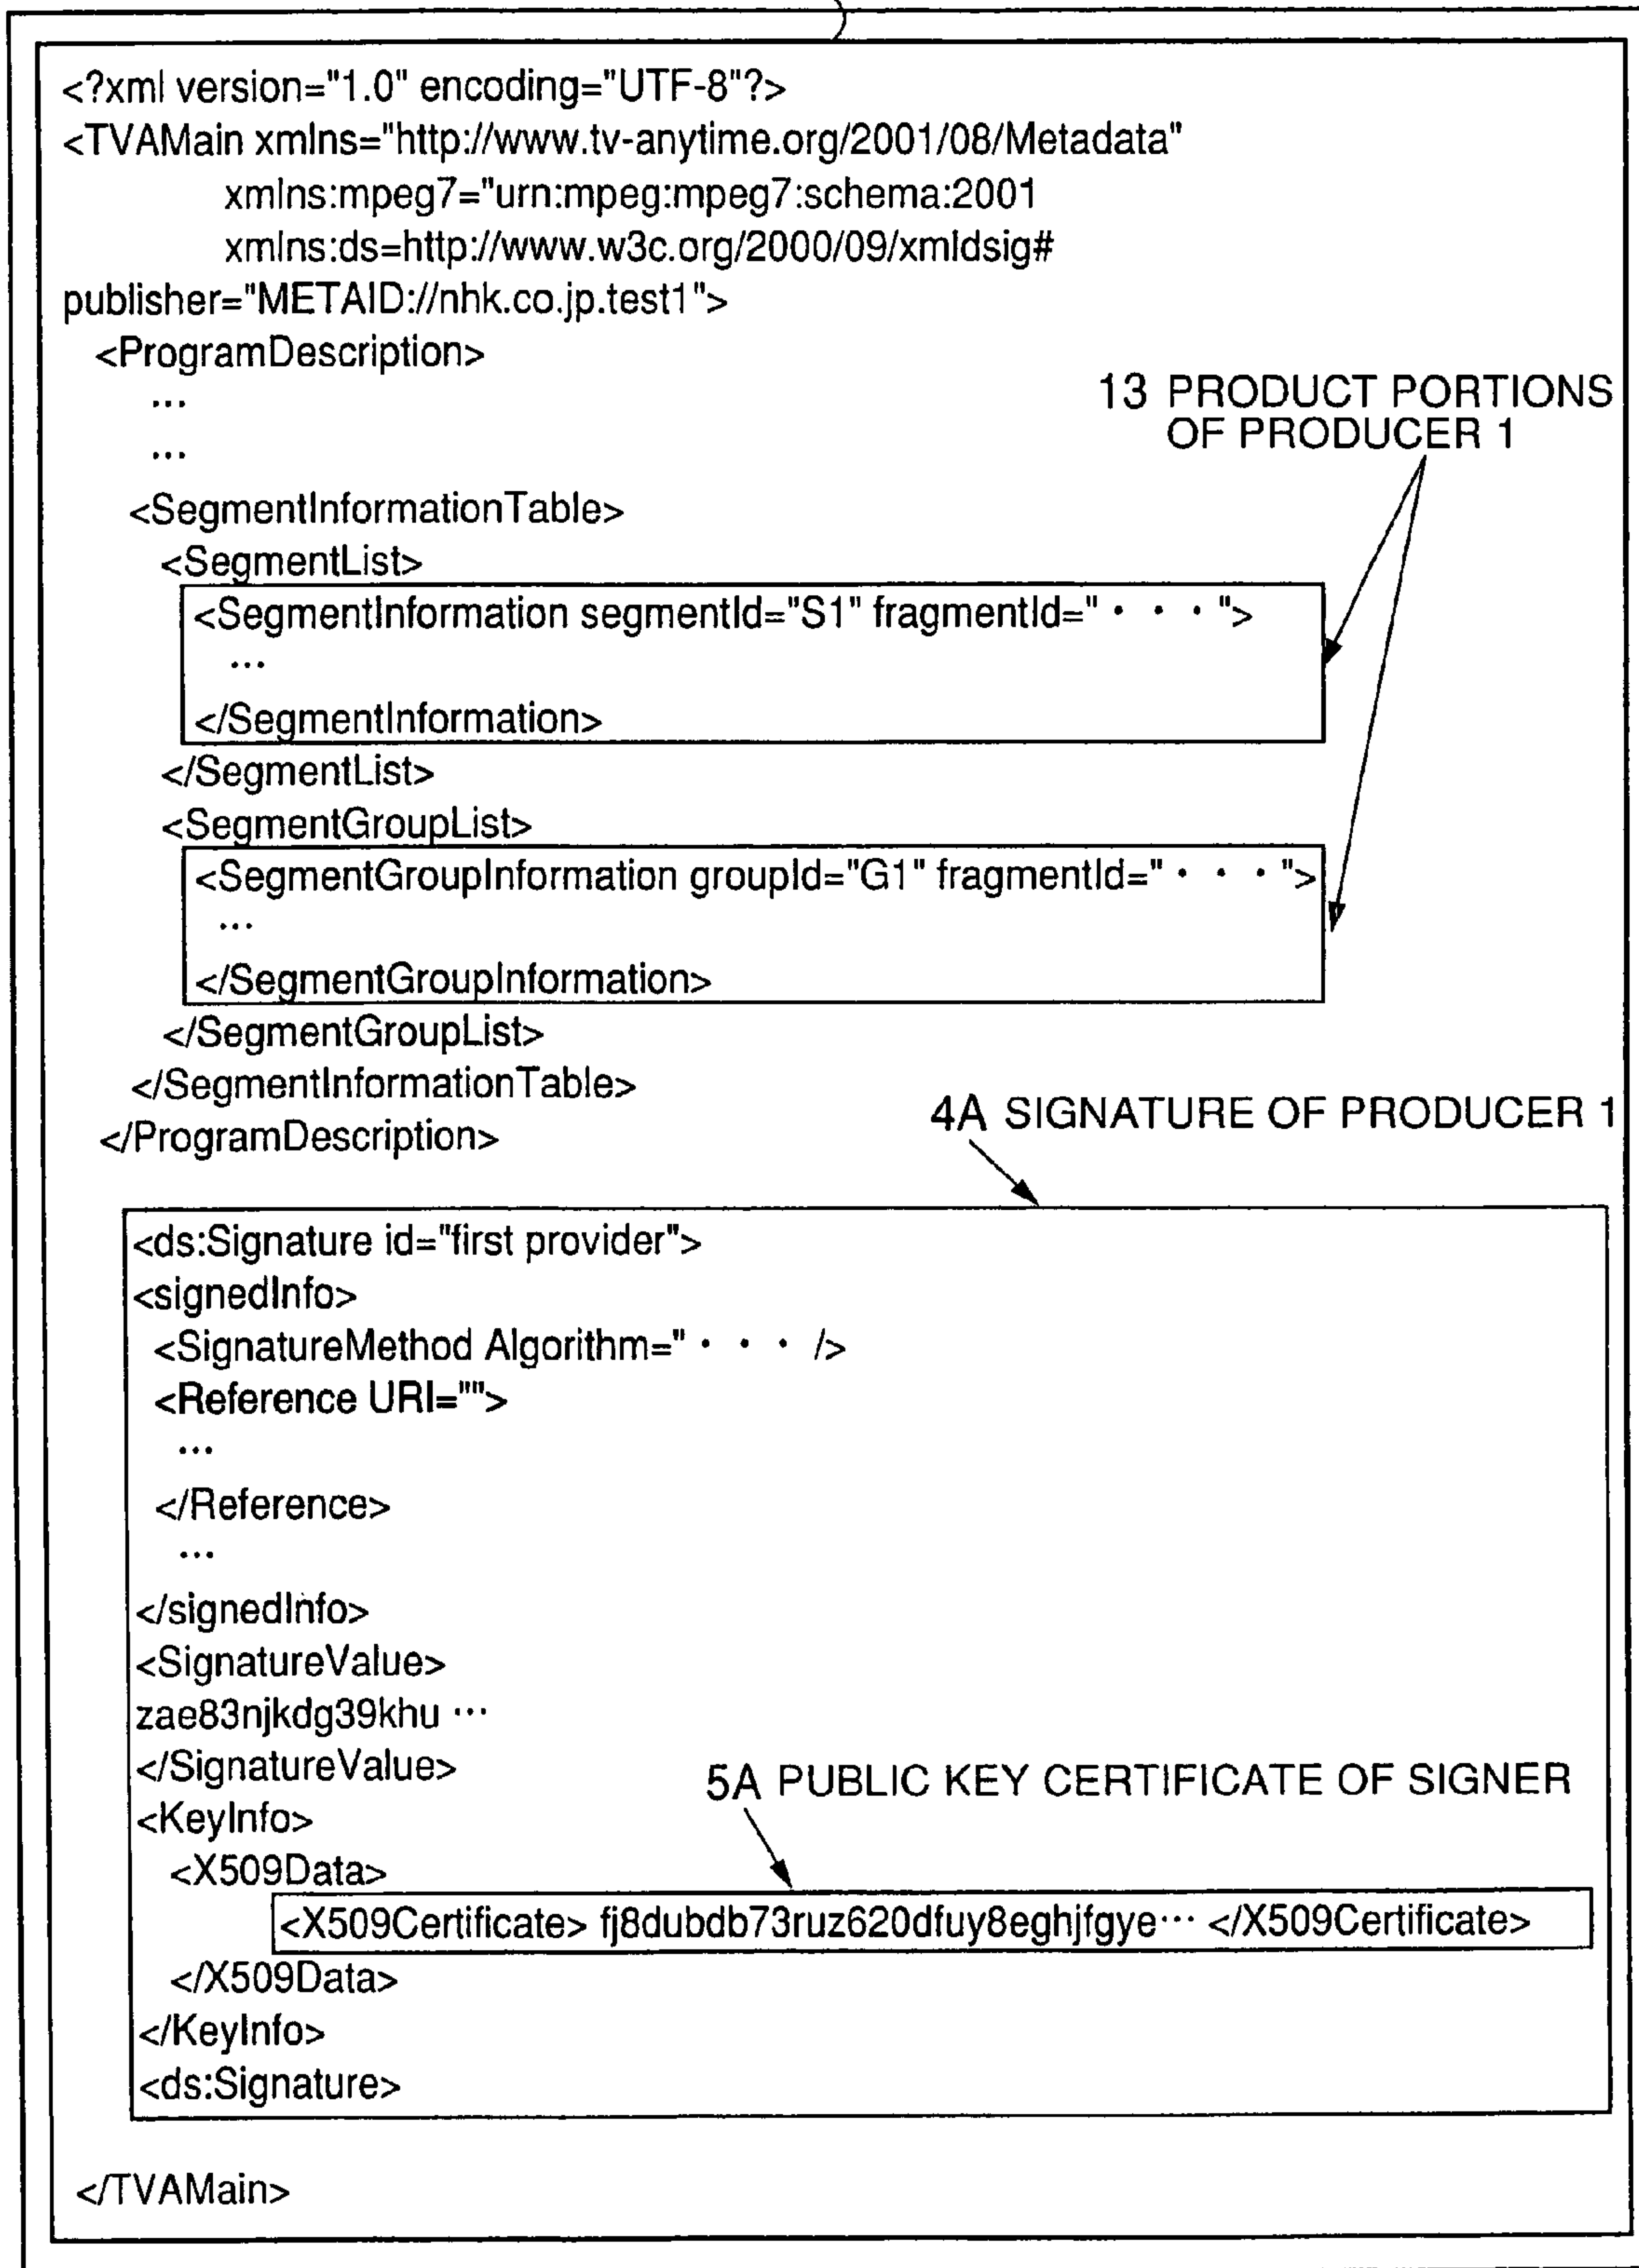 <?xml version="1.0" encoding="UTF-8"?>
<TVAMain xmlns="http://www.tv-anytime.org/2001/08/Metadata"
xmlns:mpeg7="urn:mpeg:mpeg7:schema:2001
xmlns:ds=http://www.w3c.org/2000/09/xmldsig#
publisher="METAID://nhk.co.jp.test1">
<ProgramDescription>
...
...
13 PRODUCT PORTIONS
OF PRODUCER 1
<SegmentInformationTable>
<SegmentList>
<SegmentInformation segmentId="S1" fragmentId=" · · · ">
...
</SegmentInformation>
</SegmentList>
<SegmentGroupList>
<SegmentGroupInformation groupId="G1" fragmentId=" · · · ">
...
</SegmentGroupInformation>
</SegmentGroupList>
</SegmentInformationTable>
</ProgramDescription>
4A SIGNATURE OF PRODUCER 1
<ds:Signature id="first provider">
<signedInfo>
<SignatureMethod Algorithm=" · · · />
<Reference URI="">
...
</Reference>
...
</signedInfo>
<SignatureValue>
zae83njkdg39khu ···
</SignatureValue>
5A PUBLIC KEY CERTIFICATE OF SIGNER
<KeyInfo>
<X509Data>
<X509Certificate> fj8dubdb73ruz620dfuy8eghjfgye··· </X509Certificate>
</X509Data>
</KeyInfo>
<ds:Signature>
</TVAMain>